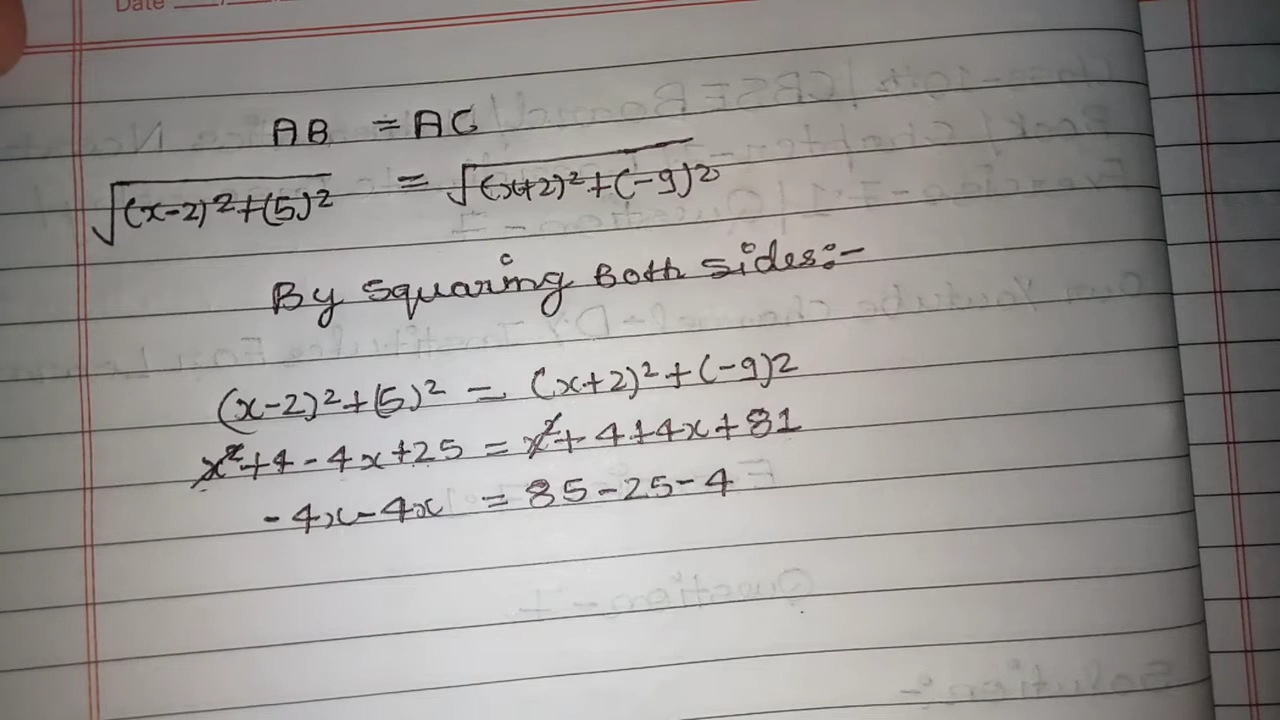 Date
AB = AC
√(x-2)²+(5)² = √(x+2)²+(-9)²
By squaring Both sides:-
(x-2)²+(5)² = (x+2)²+(-9)²
x²+4-4x+25 = x²+4+4x+81
-4x-4x = 85-25-4